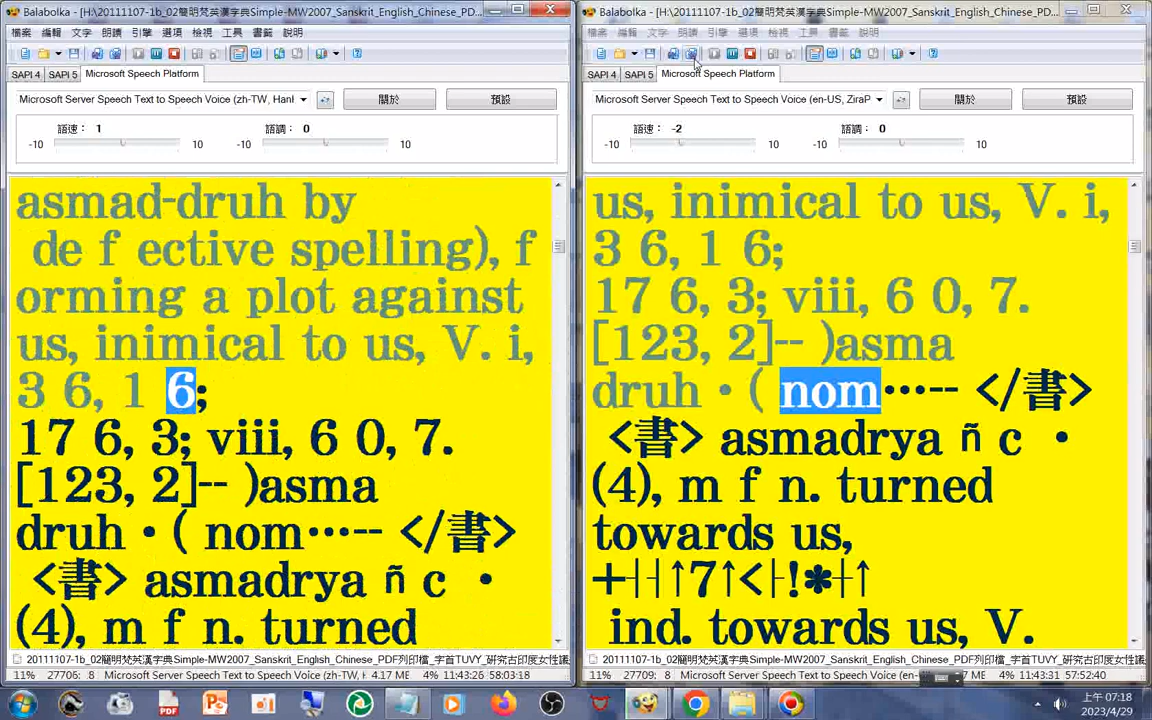 Balabolka - [H:\20111107-1b_02簡明梵英漢字典Simple-MW2007_Sanskrit_English_Chinese_PD...
檔案 編輯 文字 朗讀 引擎 選項 檢視 工具 書籤 說明
SAPI 4 SAPI 5 Microsoft Speech Platform
Microsoft Server Speech Text to Speech Voice (zh-TW, Hanl 關於 預設
語速： 1 語調： 0
-10 10 -10 10
asmad-druh by
de f ective spelling), f
orming a plot against
us, inimical to us, V. i,
3 6, 1 6;
17 6, 3; viii, 6 0, 7.
[123, 2]-- )asma
druh • ( nom…-- </書>
<書> asmadrya ñ c •
(4), m f n. turned
20111107-1b_02簡明梵英漢字典Simple-MW2007_Sanskrit_English_Chinese_PDF列印檔_字首TUVY_研究古印度女性議
11% 27706: 8 Microsoft Server Speech Text to Speech Voice (zh-TW, H 4.17 MB 4% 11:43:26 58:03:18
Balabolka - [H:\20111107-1b_02簡明梵英漢字典Simple-MW2007_Sanskrit_English_Chinese_PD...
檔案 編輯 文字 朗讀 引擎 選項 檢視 工具 書籤 說明
SAPI 4 SAPI 5 Microsoft Speech Platform
Microsoft Server Speech Text to Speech Voice (en-US, ZiraP 關於 預設
語速： -2 語調： 0
-10 10 -10 10
us, inimical to us, V. i,
3 6, 1 6;
17 6, 3; viii, 6 0, 7.
[123, 2]-- )asma
druh • ( nom…-- </書>
<書> asmadrya ñ c •
(4), m f n. turned
towards us,
+┤┤↑7↑<├!*┼↑
ind. towards us, V.
20111107-1b_02簡明梵英漢字典Simple-MW2007_Sanskrit_English_Chinese_PDF列印檔_字首TUVY_研究古印度女性議
11% 27709: 8 Microsoft Server Speech Text to Speech Voice (en-U 4% 11:43:31 57:52:40
上午 07:18
2023/4/29